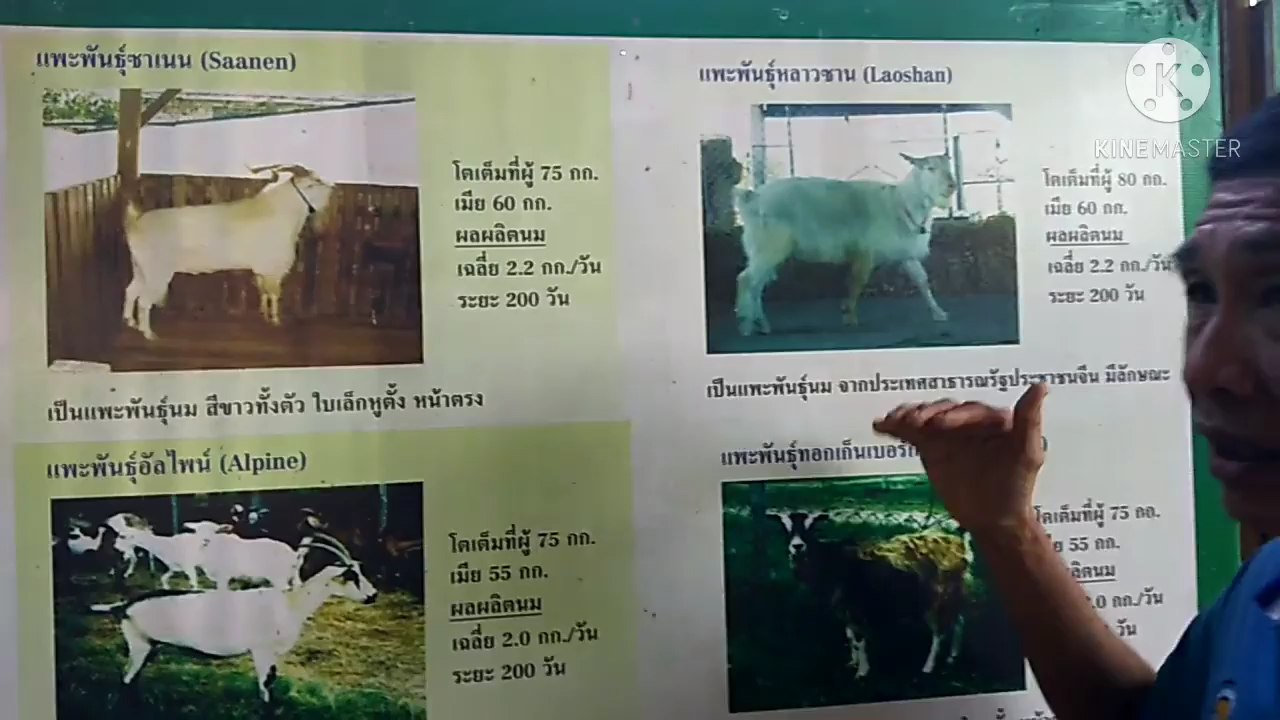 แพะพันธุ์ซาเนน (Saanen)
โตเต็มที่ผู้ 75 กก.
เมีย 60 กก.
ผลผลิตนม
เฉลี่ย 2.2 กก./วัน
ระยะ 200 วัน
เป็นแพะพันธุ์นม สีขาวทั้งตัว ใบเล็กหูตั้ง หน้าตรง
แพะพันธุ์หลาวซาน (Laoshan)
โตเต็มที่ผู้ 80 กก.
เมีย 60 กก.
ผลผลิตนม
เฉลี่ย 2.2 กก./วัน
ระยะ 200 วัน
เป็นแพะพันธุ์นม จากประเทศสาธารณรัฐประชาชนจีน มีลักษณะ
แพะพันธุ์อัลไพน์ (Alpine)
โตเต็มที่ผู้ 75 กก.
เมีย 55 กก.
ผลผลิตนม
เฉลี่ย 2.0 กก./วัน
ระยะ 200 วัน
แพะพันธุ์ทอกเก็นเบอร์
โตเต็มที่ผู้ 75 กก.
55 กก.
กก./วัน
วัน
KINEMASTER